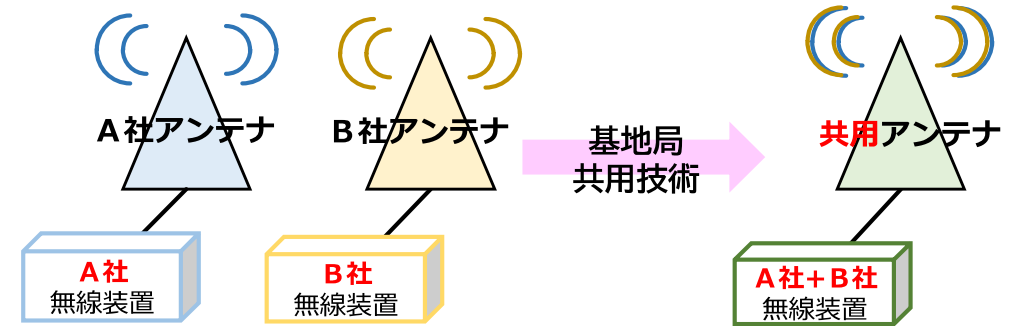 A社アンテナ
B社アンテナ
共用アンテナ
基地局
共用技術
A社
無線装置
B社
無線装置
A社+B社
無線装置